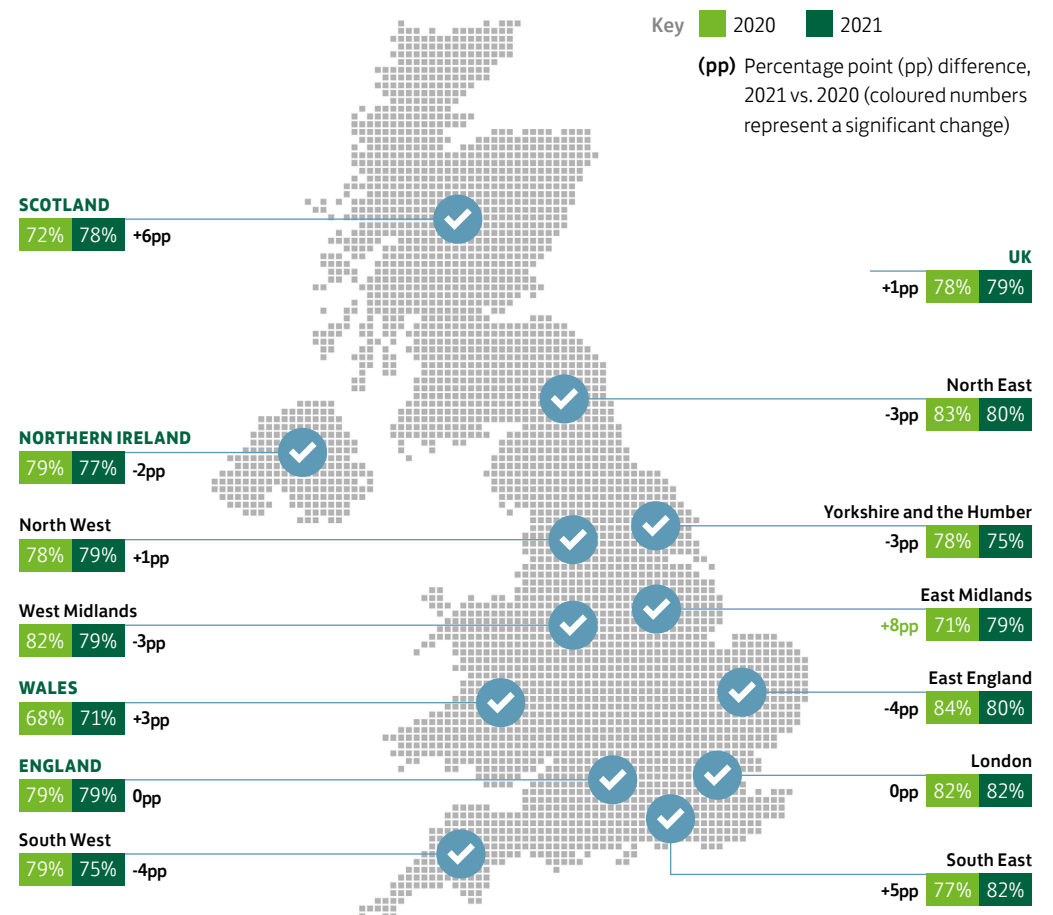 Key 2020 2021
(pp) Percentage point (pp) difference,
2021 vs. 2020 (coloured numbers
represent a significant change)
SCOTLAND
72% 78% +6pp
NORTHERN IRELAND
79% 77% -2pp
North West
78% 79% +1pp
West Midlands
82% 79% -3pp
WALES
68% 71% +3pp
ENGLAND
79% 79% 0pp
South West
79% 75% -4pp
UK
+1pp 78% 79%
North East
-3pp 83% 80%
Yorkshire and the Humber
-3pp 78% 75%
East Midlands
+8pp 71% 79%
East England
-4pp 84% 80%
London
0pp 82% 82%
South East
+5pp 77% 82%